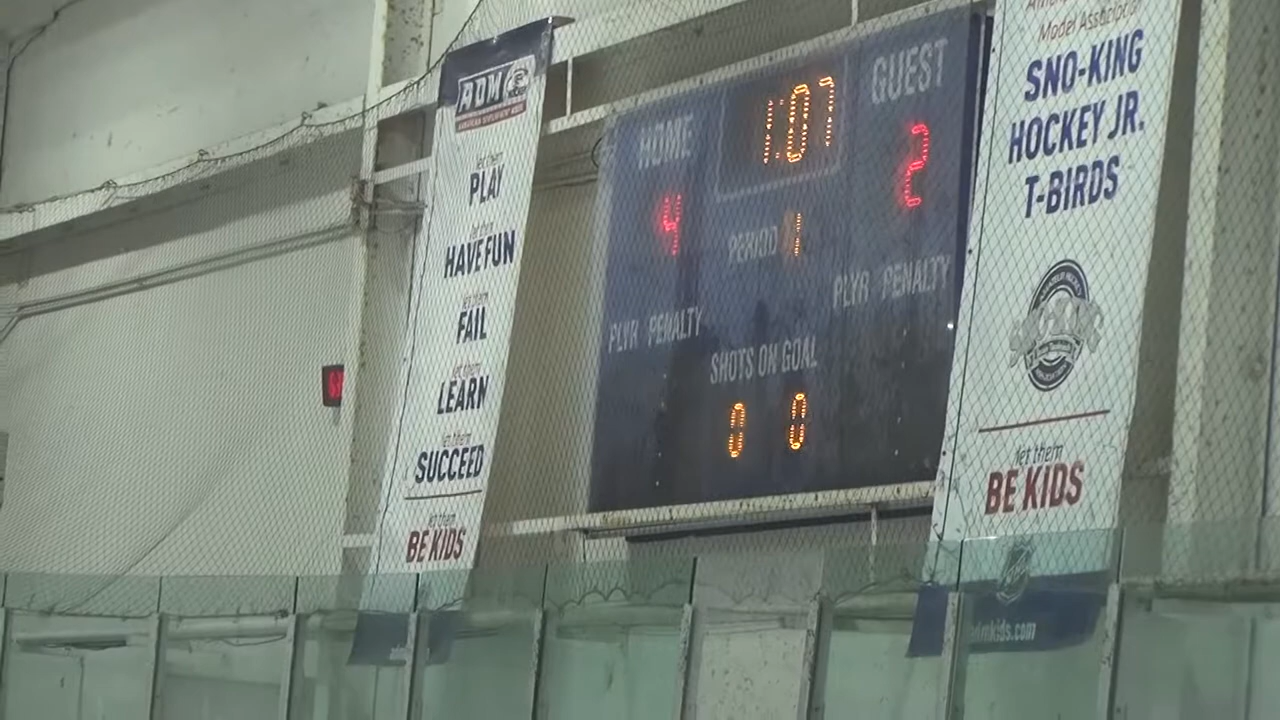 ADM
let them
PLAY
let them
HAVE FUN
let them
FAIL
let them
LEARN
let them
SUCCEED
let them
BE KIDS
HOME
1:07
GUEST
4
2
PERIOD 1
PLYR PENALTY
PLYR PENALTY
SHOTS ON GOAL
0 0
Model Association
SNO-KING
HOCKEY JR.
T-BIRDS
let them
BE KIDS